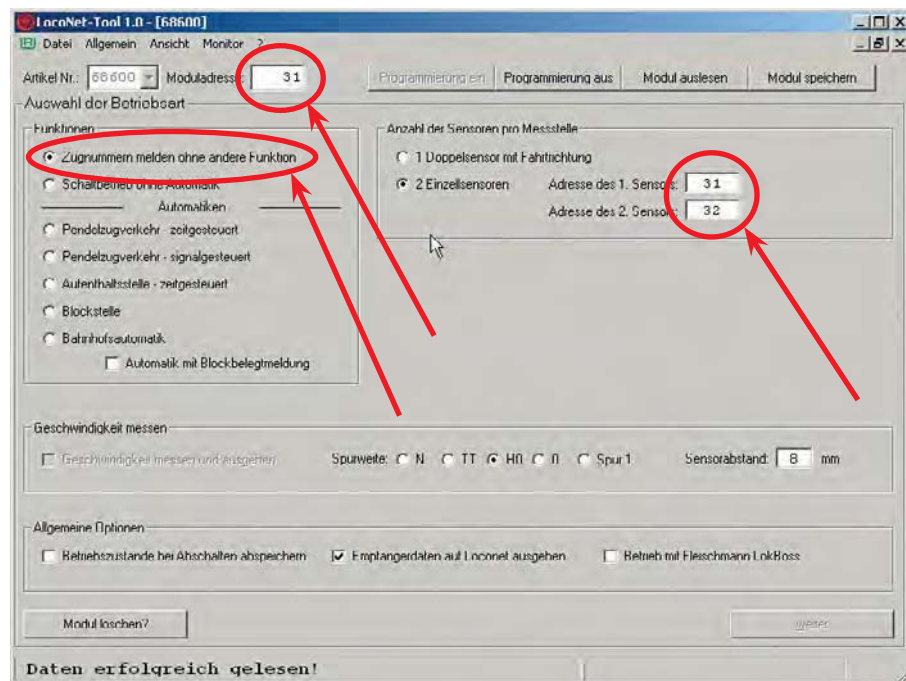 LocoNet-Tool 1.0 - [68600]
Datei Allgemein Ansicht Monitor ?
Artikel Nr.: 68600 Moduladresse: 31 Programmierung ein Programmierung aus Modul auslesen Modul speichern
Auswahl der Betriebsart
Funktionen
Zugnummern melden ohne andere Funktion
Schaltbetrieb ohne Automatik
Automatiken
Pendelzugverkehr - zeitgesteuert
Pendelzugverkehr - signalgesteuert
Aufenthaltsstelle - zeitgesteuert
Blockstelle
Bahnhofsautomatik
Automatik mit Blockbelegtmeldung
Anzahl der Sensoren pro Messstelle
1 Doppelsensor mit Fahrtrichtung
2 Einzelsensoren Adresse des 1. Sensors: 31
Adresse des 2. Sensors: 32
Geschwindigkeit messen
Geschwindigkeit messen und ausgeben Spurweite: N TT H0 0 Spur 1 Sensorabstand: 8 mm
Allgemeine Optionen
Betriebszustände bei Abschalten abspeichern Empfängerdaten auf Loconet ausgeben Betrieb mit Fleischmann LokBoss
Modul löschen? weiter
Daten erfolgreich gelesen!